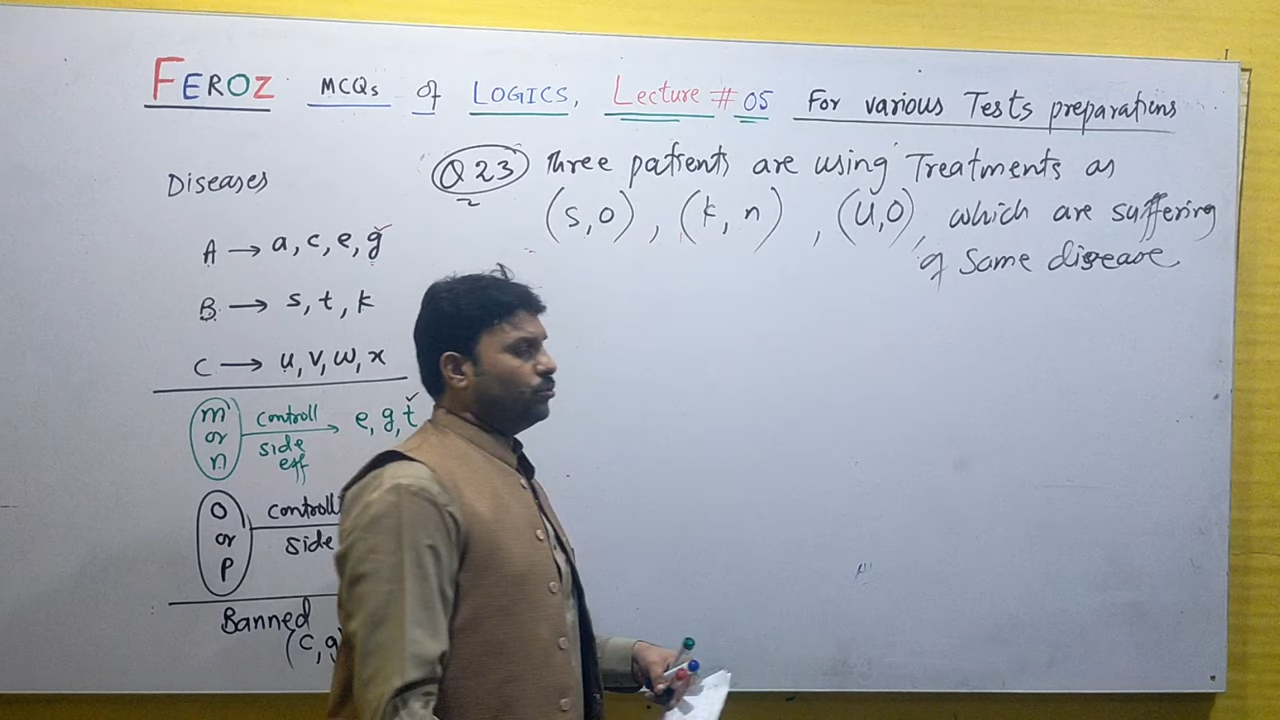 FEROZ MCQs of LOGICS, Lecture # 05 For various Tests preparations
Diseases
A → a, c, e, g
B → s, t, k
C → u, v, w, x
m or n controll side eff → e, g, t
O or P controll side
Banned
(c, g)
Q 23 Three patients are using Treatments as
(s, o), (k, n), (u, o), which are suffering
of same disease